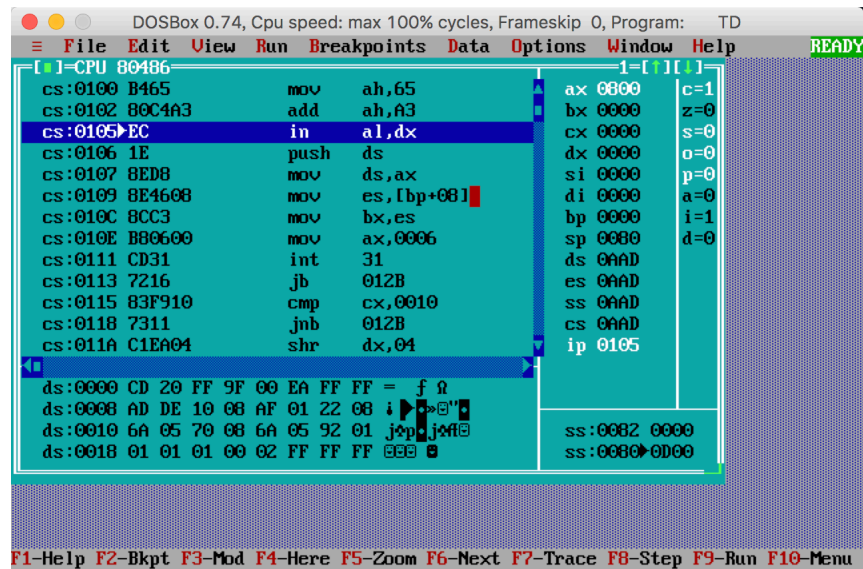 DOSBox 0.74, Cpu speed: max 100% cycles, Frameskip 0, Program: TD
≡ File Edit View Run Breakpoints Data Options Window Help READY
[■]=CPU 80486 1=[↑][↓]
cs:0100 B465 mov ah,65 ax 0800 c=1
cs:0102 80C4A3 add ah,A3 bx 0000 z=0
cs:0105►EC in al,dx cx 0000 s=0
cs:0106 1E push ds dx 0000 o=0
cs:0107 8ED8 mov ds,ax si 0000 p=0
cs:0109 8E4608 mov es,[bp+08] di 0000 a=0
cs:010C 8CC3 mov bx,es bp 0000 i=1
cs:010E B80600 mov ax,0006 sp 0080 d=0
cs:0111 CD31 int 31 ds 0AAD
cs:0113 7216 jb 012B es 0AAD
cs:0115 83F910 cmp cx,0010 ss 0AAD
cs:0118 7311 jnb 012B cs 0AAD
cs:011A C1EA04 shr dx,04 ip 0105
ds:0000 CD 20 FF 9F 00 EA FF FF = ƒ Ω
ds:0008 AD DE 10 08 AF 01 22 08
ds:0010 6A 05 70 08 6A 05 92 01 ss:0082 0000
ds:0018 01 01 01 00 02 FF FF FF ss:0080►0D00
F1-Help F2-Bkpt F3-Mod F4-Here F5-Zoom F6-Next F7-Trace F8-Step F9-Run F10-Menu